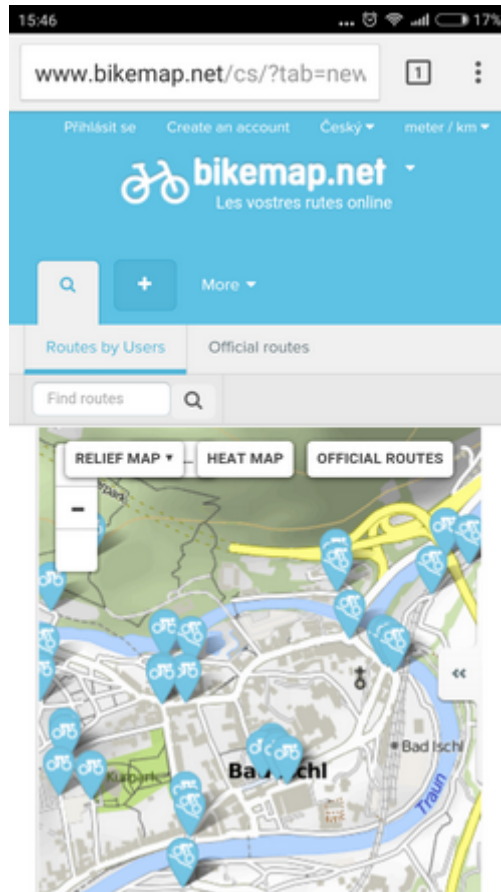 15:46 ... 17%
www.bikemap.net/cs/?tab=new 1
Přihlásit se Create an account Český meter / km
bikemap.net
Les vostres rutes online
+ More
Routes by Users Official routes
Find routes
RELIEF MAP HEAT MAP OFFICIAL ROUTES
−
«
Bad Ischl
Kurpark
Traun